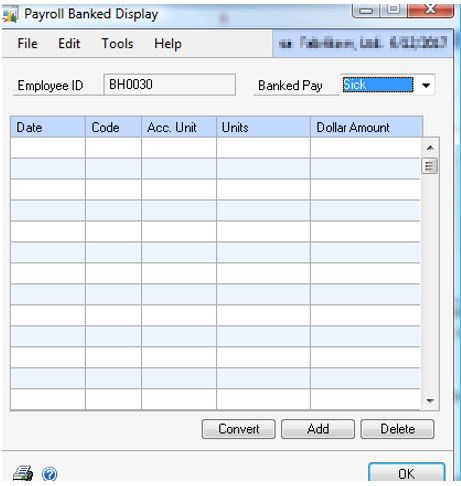 Payroll Banked Display
File Edit Tools Help
Employee ID BH0030 Banked Pay Sick
Date Code Acc. Unit Units Dollar Amount
Convert Add Delete
OK